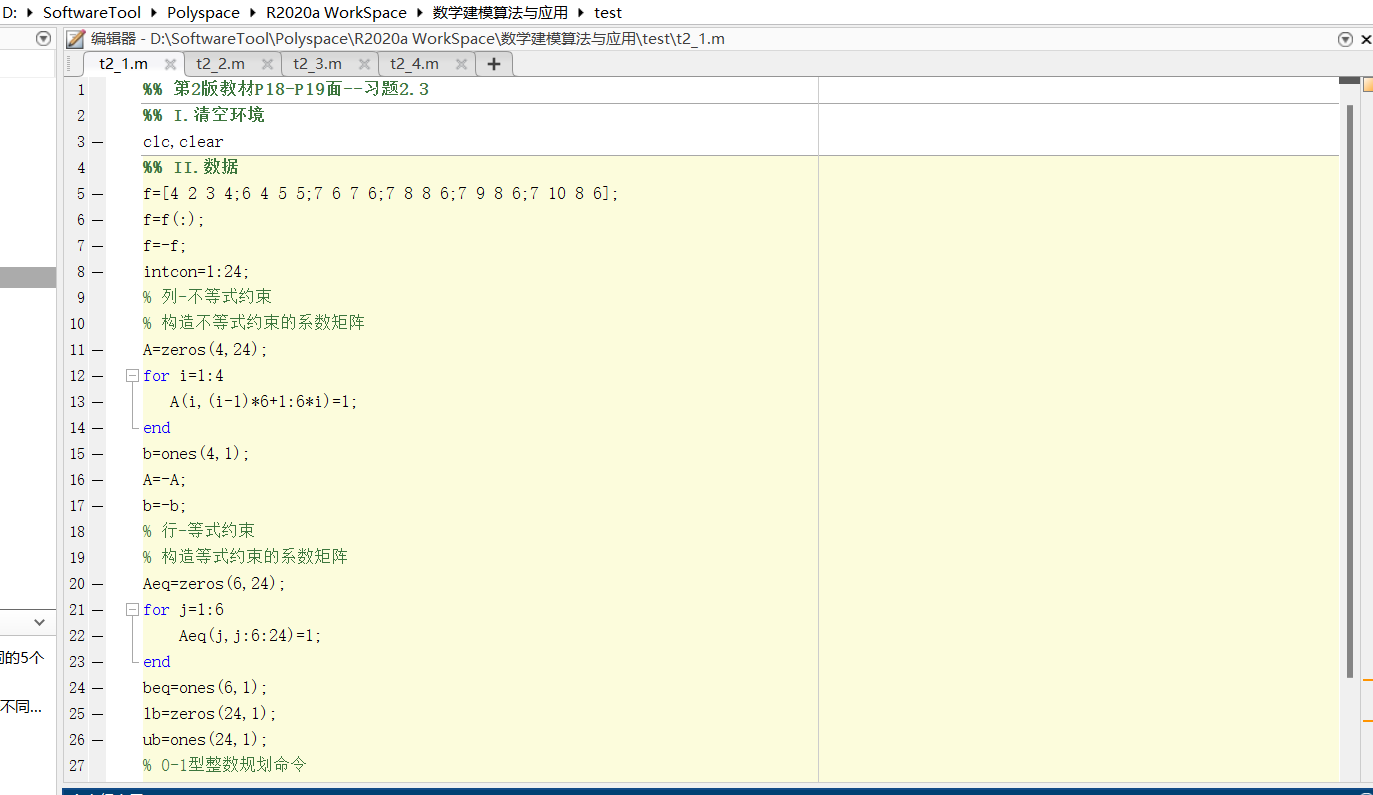 D: SoftwareTool Polyspace R2020a WorkSpace 数学建模算法与应用 test
编辑器 - D:\SoftwareTool\Polyspace\R2020a WorkSpace\数学建模算法与应用\test\t2_1.m
t2_1.m t2_2.m t2_3.m t2_4.m
1 %% 第2版教材P18-P19面--习题2.3
2 %% I.清空环境
3 clc,clear
4 %% II.数据
5 f=[4 2 3 4;6 4 5 5;7 6 7 6;7 8 8 6;7 9 8 6;7 10 8 6];
6 f=f(:);
7 f=-f;
8 intcon=1:24;
9 % 列-不等式约束
10 % 构造不等式约束的系数矩阵
11 A=zeros(4,24);
12 for i=1:4
13 A(i,(i-1)*6+1:6*i)=1;
14 end
15 b=ones(4,1);
16 A=-A;
17 b=-b;
18 % 行-等式约束
19 % 构造等式约束的系数矩阵
20 Aeq=zeros(6,24);
21 for j=1:6
22 Aeq(j,j:6:24)=1;
23 end
24 beq=ones(6,1);
25 lb=zeros(24,1);
26 ub=ones(24,1);
27 % 0-1型整数规划命令
的5个
不同...